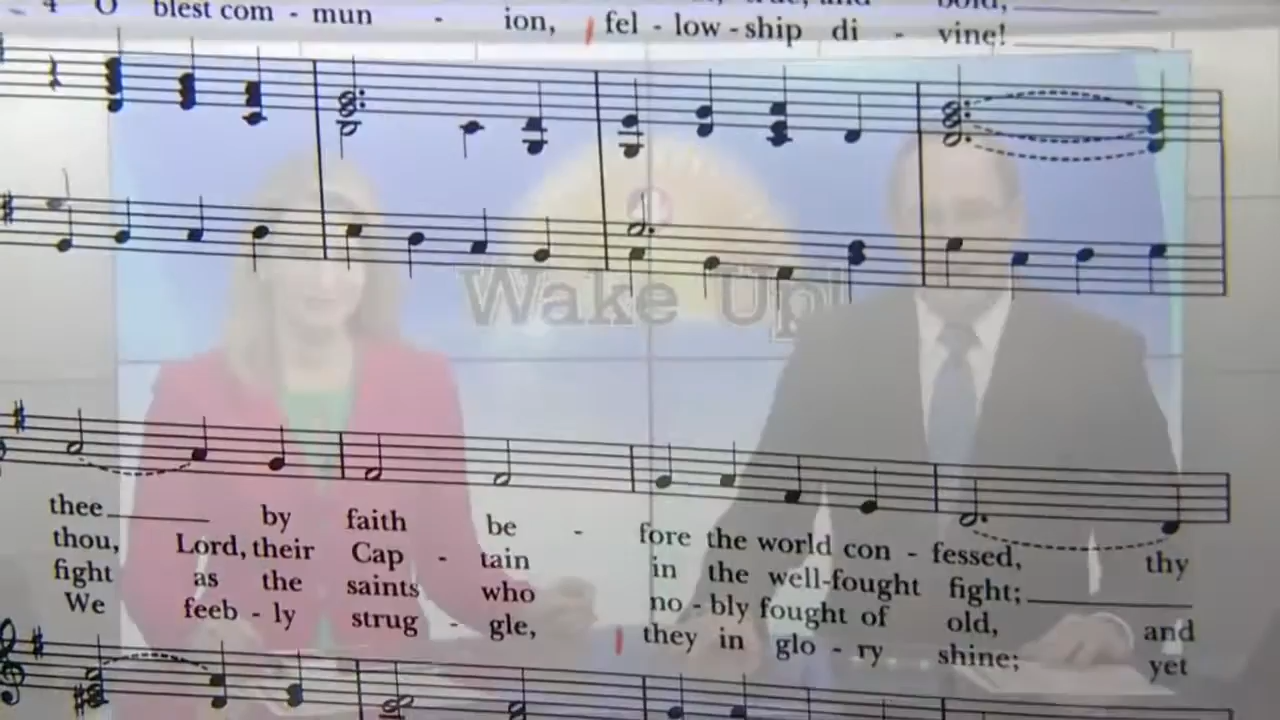 4 O blest com - mun - ion, fel - low - ship di - vine!
Wake Up!
thee by faith be - fore the world con - fessed, thy
thou, Lord, their Cap - tain in the well-fought fight;
fight as the saints who no - bly fought of old, and
We feeb - ly strug - gle, they in glo - ry shine; yet